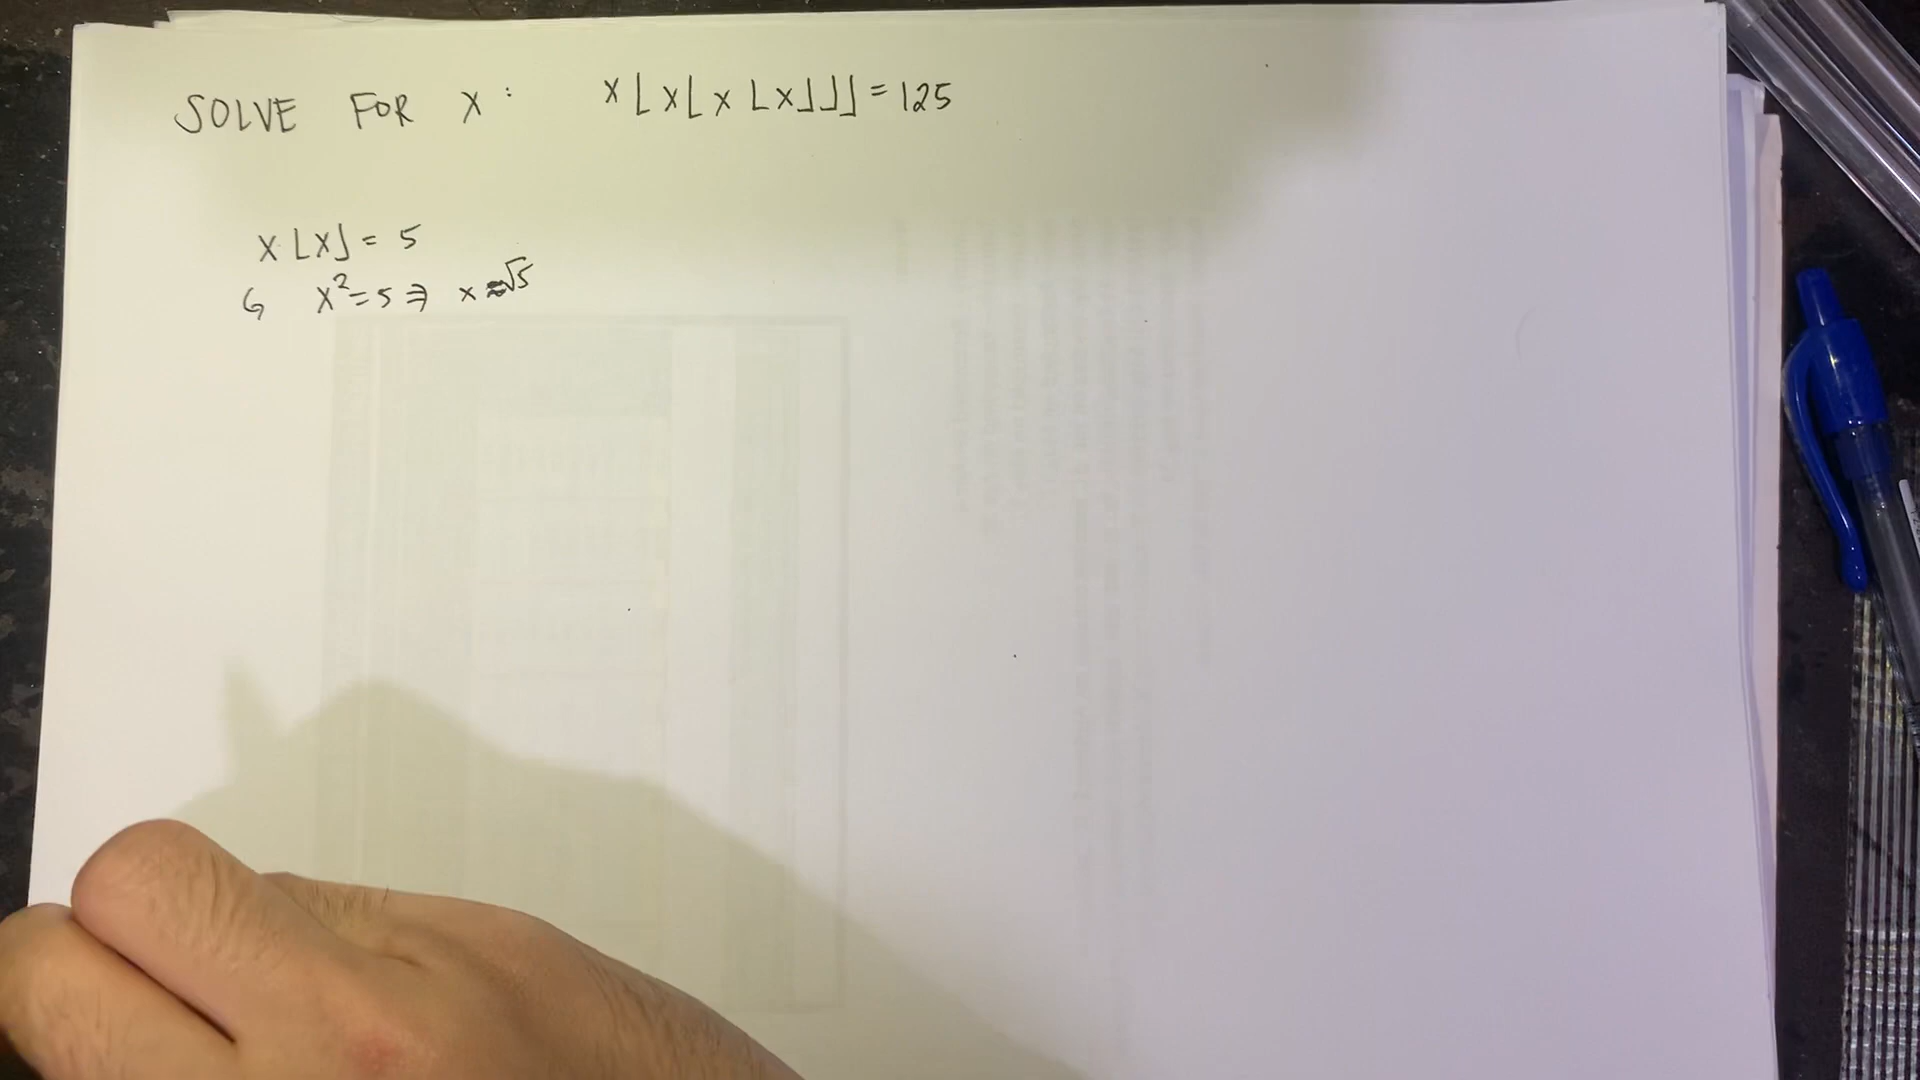 SOLVE FOR X : x⌊x⌊x⌊x⌋⌋⌋ = 125
x⌊x⌋ = 5
↪ x² = 5 ⇒ x ≈ √5